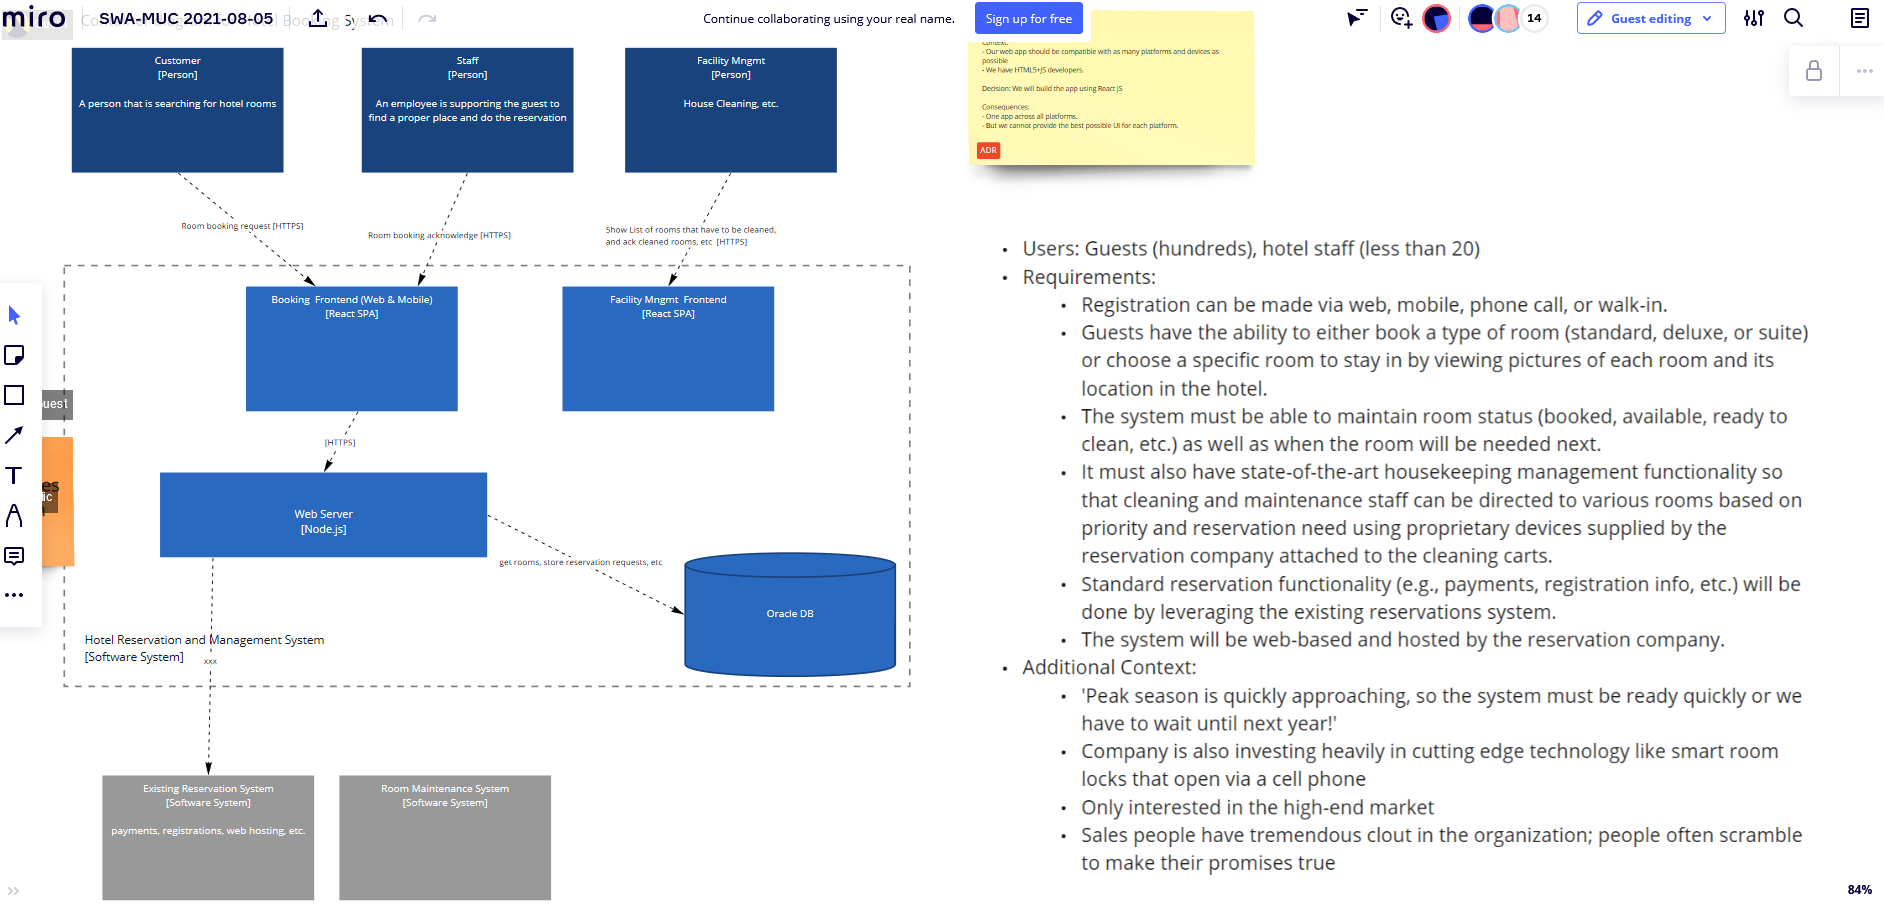 miro
SWA-MUC 2021-08-05
Continue collaborating using your real name.
Sign up for free
14
Guest editing
Customer
[Person]
A person that is searching for hotel rooms
Staff
[Person]
An employee is supporting the guest to
find a proper place and do the reservation
Facility Mngmt
[Person]
House Cleaning, etc.
Context:
- Our web app should be compatible with as many platforms and devices as
possible
- We have HTML5+JS developers.
Decision: We will build the app using React JS
Consequences:
- One app across all platforms.
- But we cannot provide the best possible UI for each platform.
ADR
Room booking request [HTTPS]
Room booking acknowledge [HTTPS]
Show List of rooms that have to be cleaned,
and ack cleaned rooms, etc [HTTPS]
Booking Frontend (Web & Mobile)
[React SPA]
Facility Mngmt Frontend
[React SPA]
uest
es
ic
[HTTPS]
Web Server
[Node.js]
get rooms, store reservation requests, etc
Oracle DB
Hotel Reservation and Management System
[Software System]
xxx
Existing Reservation System
[Software System]
payments, registrations, web hosting, etc.
Room Maintenance System
[Software System]
• Users: Guests (hundreds), hotel staff (less than 20)
• Requirements:
• Registration can be made via web, mobile, phone call, or walk-in.
• Guests have the ability to either book a type of room (standard, deluxe, or suite)
or choose a specific room to stay in by viewing pictures of each room and its
location in the hotel.
• The system must be able to maintain room status (booked, available, ready to
clean, etc.) as well as when the room will be needed next.
• It must also have state-of-the-art housekeeping management functionality so
that cleaning and maintenance staff can be directed to various rooms based on
priority and reservation need using proprietary devices supplied by the
reservation company attached to the cleaning carts.
• Standard reservation functionality (e.g., payments, registration info, etc.) will be
done by leveraging the existing reservations system.
• The system will be web-based and hosted by the reservation company.
• Additional Context:
• 'Peak season is quickly approaching, so the system must be ready quickly or we
have to wait until next year!'
• Company is also investing heavily in cutting edge technology like smart room
locks that open via a cell phone
• Only interested in the high-end market
• Sales people have tremendous clout in the organization; people often scramble
to make their promises true
84%